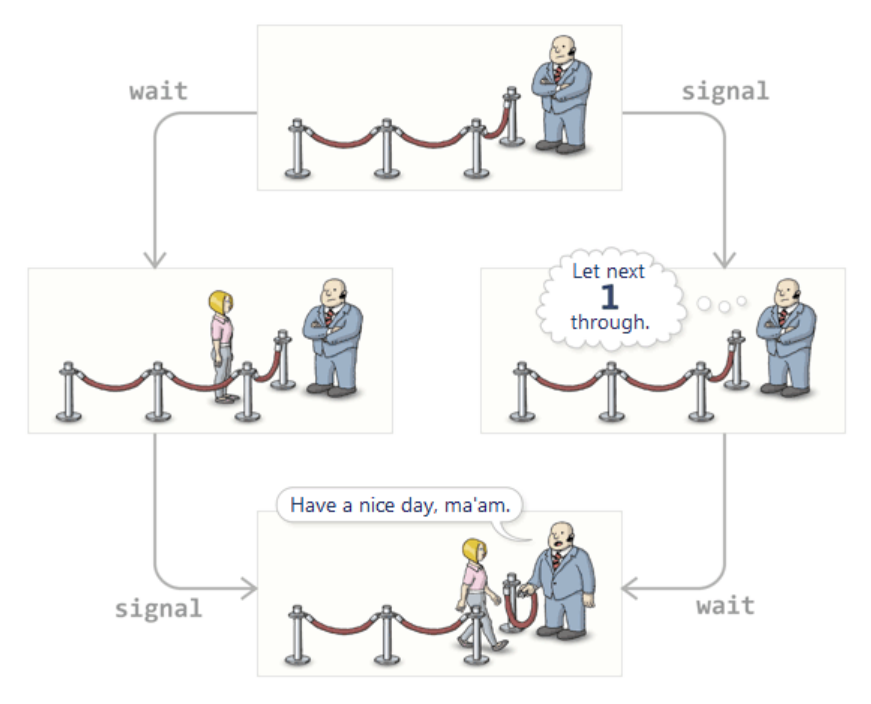 wait
signal
Let next
1
through.
Have a nice day, ma'am.
signal
wait